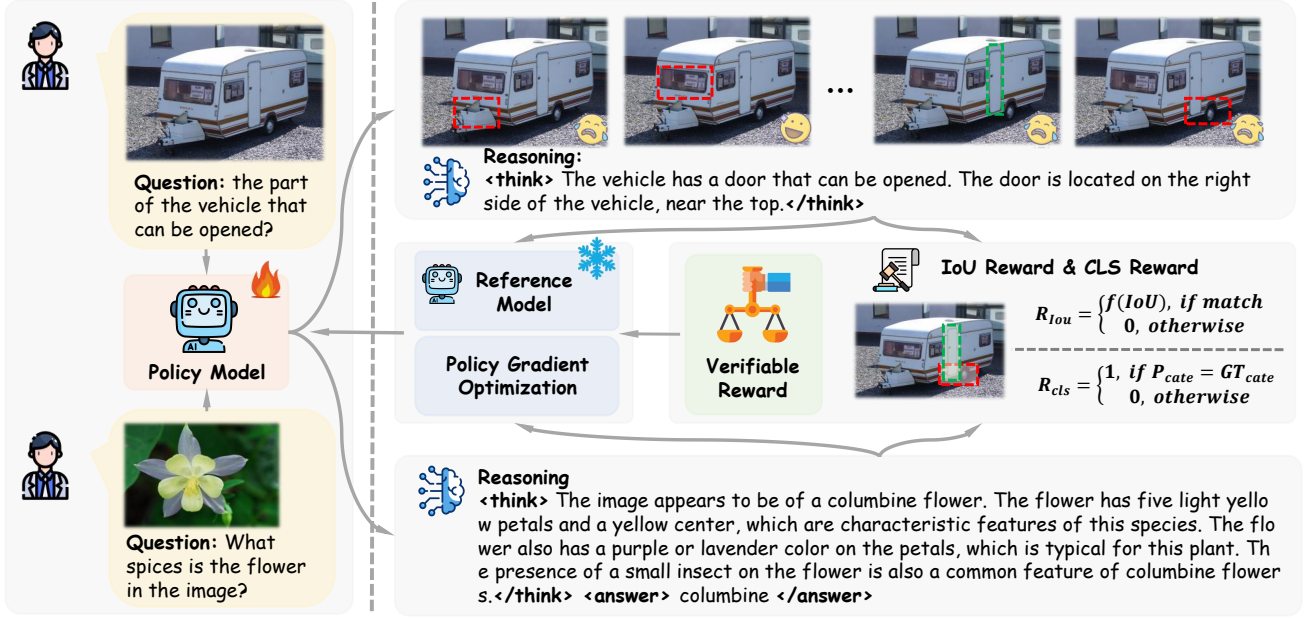 Question: the part
of the vehicle that
can be opened?
AI
Policy Model
Question: What
spices is the flower
in the image?
...
Reasoning:
<think> The vehicle has a door that can be opened. The door is located on the right
side of the vehicle, near the top.</think>
AI
Reference
Model
Policy Gradient
Optimization
Verifiable
Reward
IoU Reward & CLS Reward
R_Iou = {f(IoU), if match
0, otherwise
R_cls = {1, if P_cate = GT_cate
0, otherwise
Reasoning
<think> The image appears to be of a columbine flower. The flower has five light yello
w petals and a yellow center, which are characteristic features of this species. The flo
wer also has a purple or lavender color on the petals, which is typical for this plant. Th
e presence of a small insect on the flower is also a common feature of columbine flower
s.</think> <answer> columbine </answer>